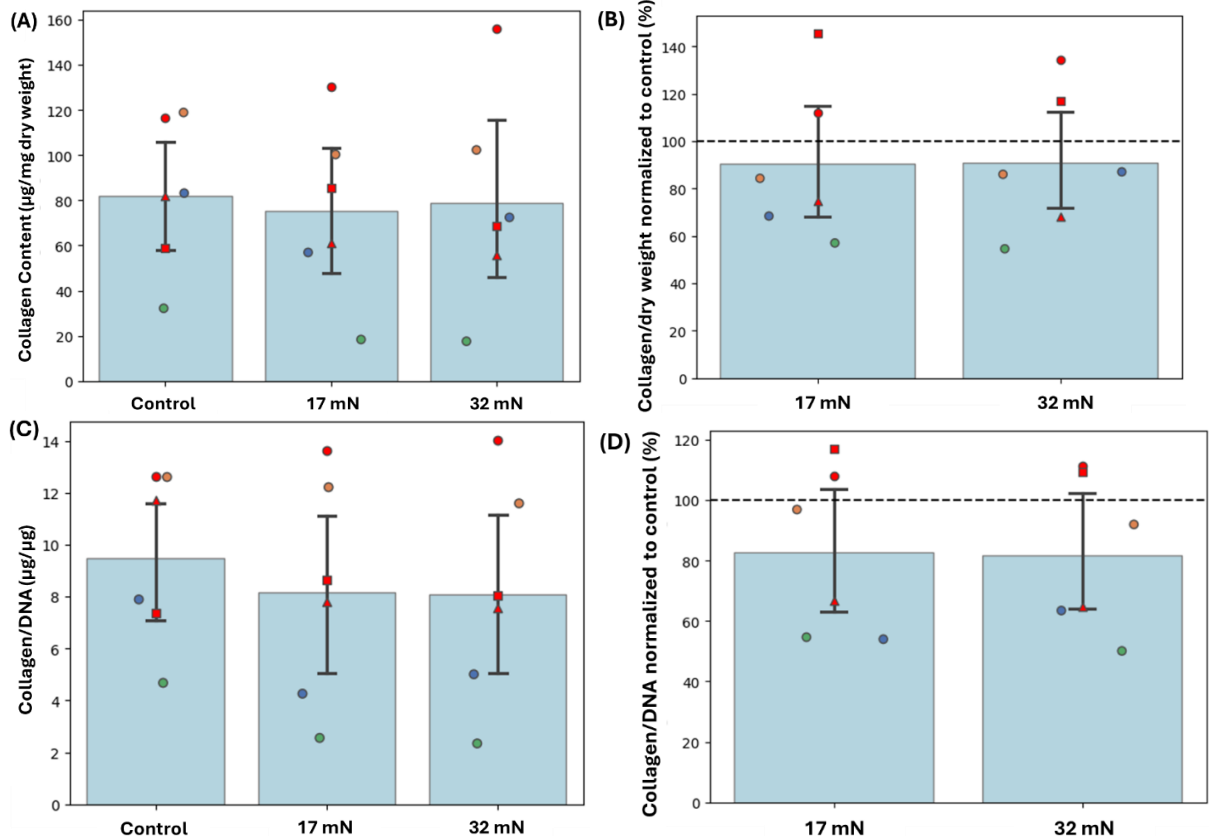 (A)
Collagen Content (µg/mg dry weight)
160
140
120
100
80
60
40
20
0
Control
17 mN
32 mN
(B)
Collagen/dry weight normalized to control (%)
140
120
100
80
60
40
20
0
17 mN
32 mN
(C)
Collagen/DNA (µg/µg)
14
12
10
8
6
4
2
0
Control
17 mN
32 mN
(D)
Collagen/DNA normalized to control (%)
120
100
80
60
40
20
0
17 mN
32 mN